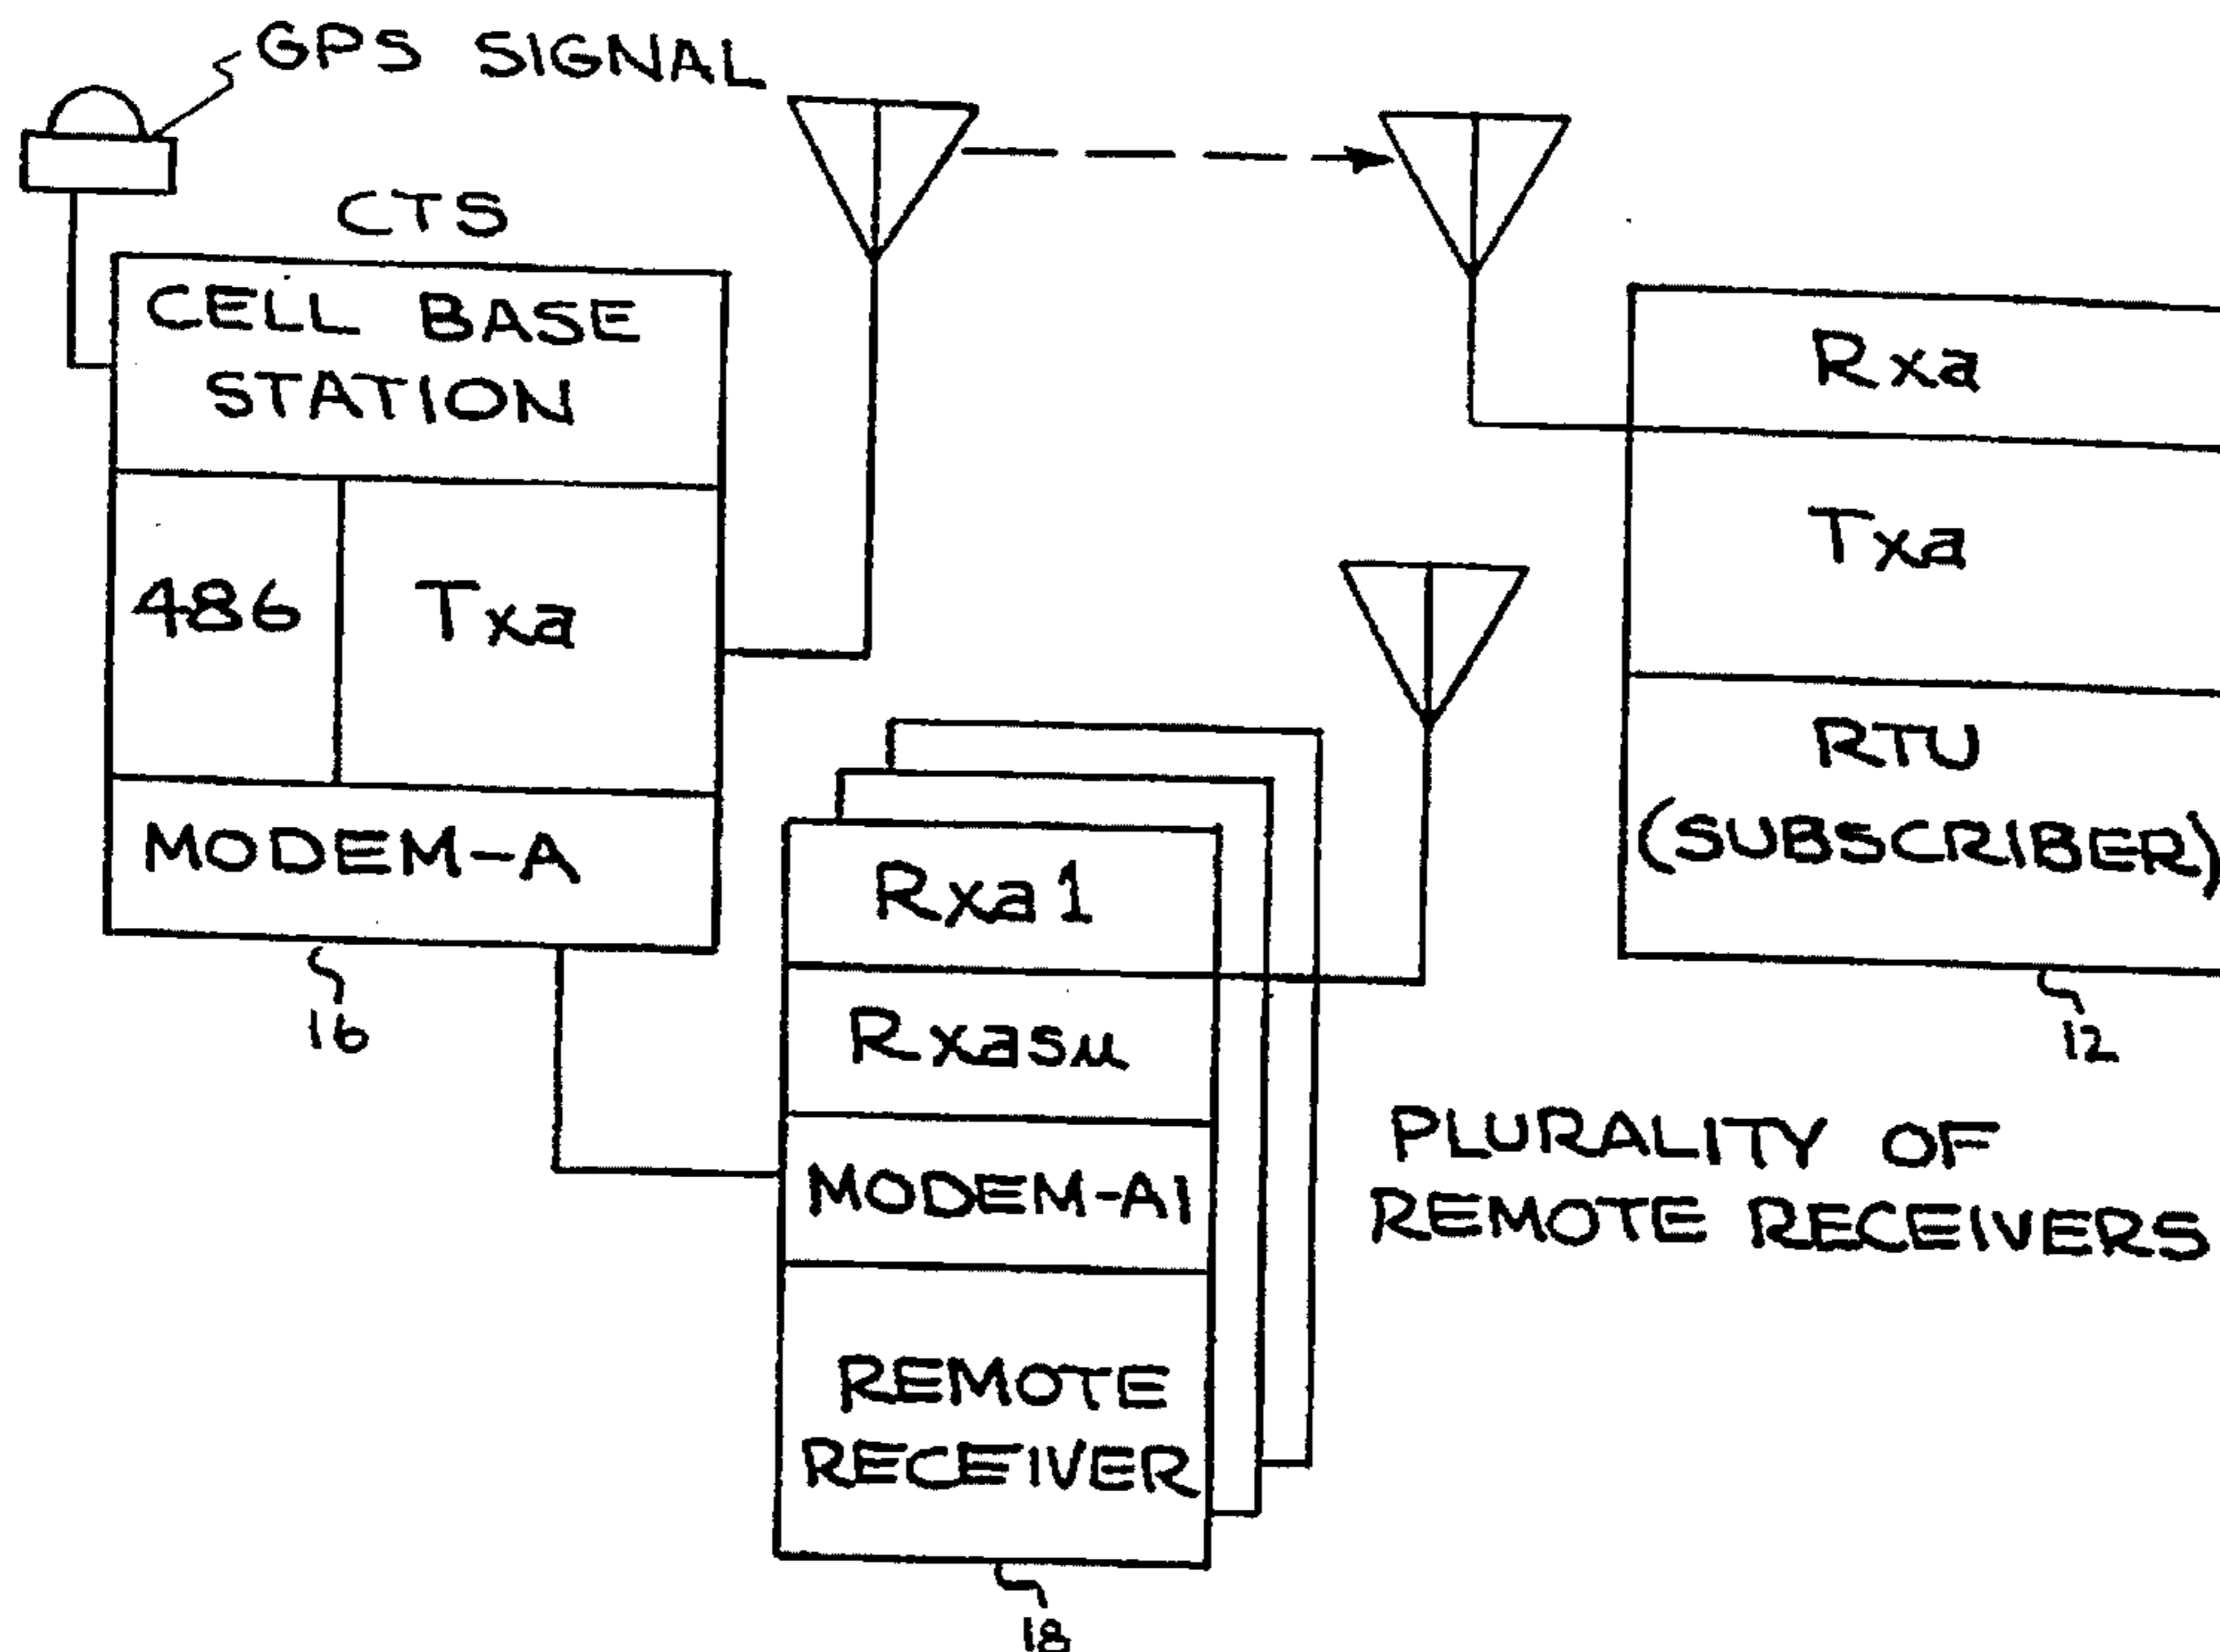 GPS SIGNAL
CTS
CELL BASE
STATION
486
Txa
MODEM-A
16
Rxa
Txa
RTU
(SUBSCRIBER)
12
Rxa1
Rxasu
MODEM-A1
REMOTE
RECEIVER
18
PLURALITY OF
REMOTE RECEIVERS